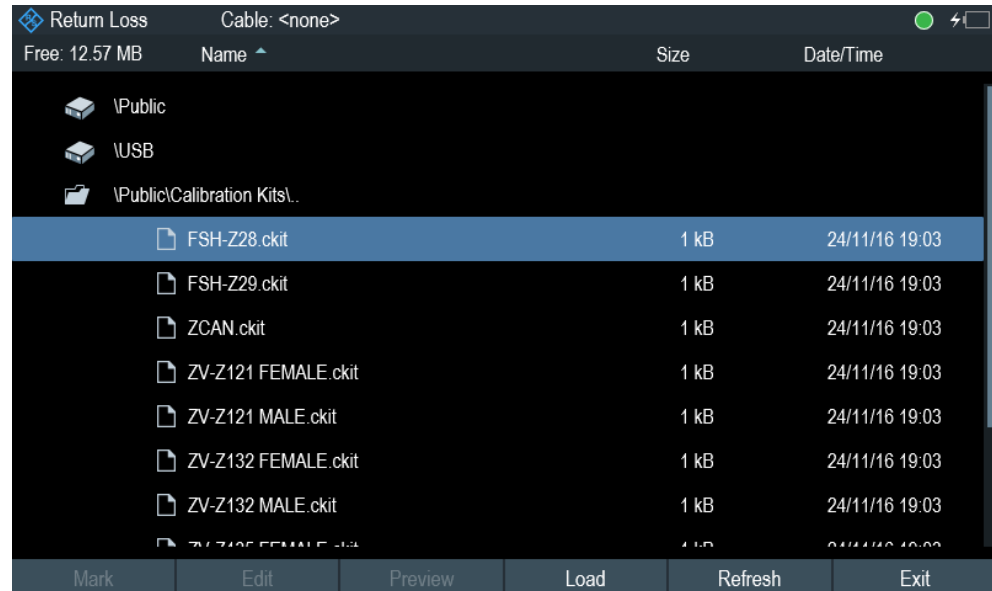 Return Loss Cable: <none>
Free: 12.57 MB Name Size Date/Time
\Public
\USB
\Public\Calibration Kits\..
FSH-Z28.ckit 1 kB 24/11/16 19:03
FSH-Z29.ckit 1 kB 24/11/16 19:03
ZCAN.ckit 1 kB 24/11/16 19:03
ZV-Z121 FEMALE.ckit 1 kB 24/11/16 19:03
ZV-Z121 MALE.ckit 1 kB 24/11/16 19:03
ZV-Z132 FEMALE.ckit 1 kB 24/11/16 19:03
ZV-Z132 MALE.ckit 1 kB 24/11/16 19:03
Mark Edit Preview Load Refresh Exit